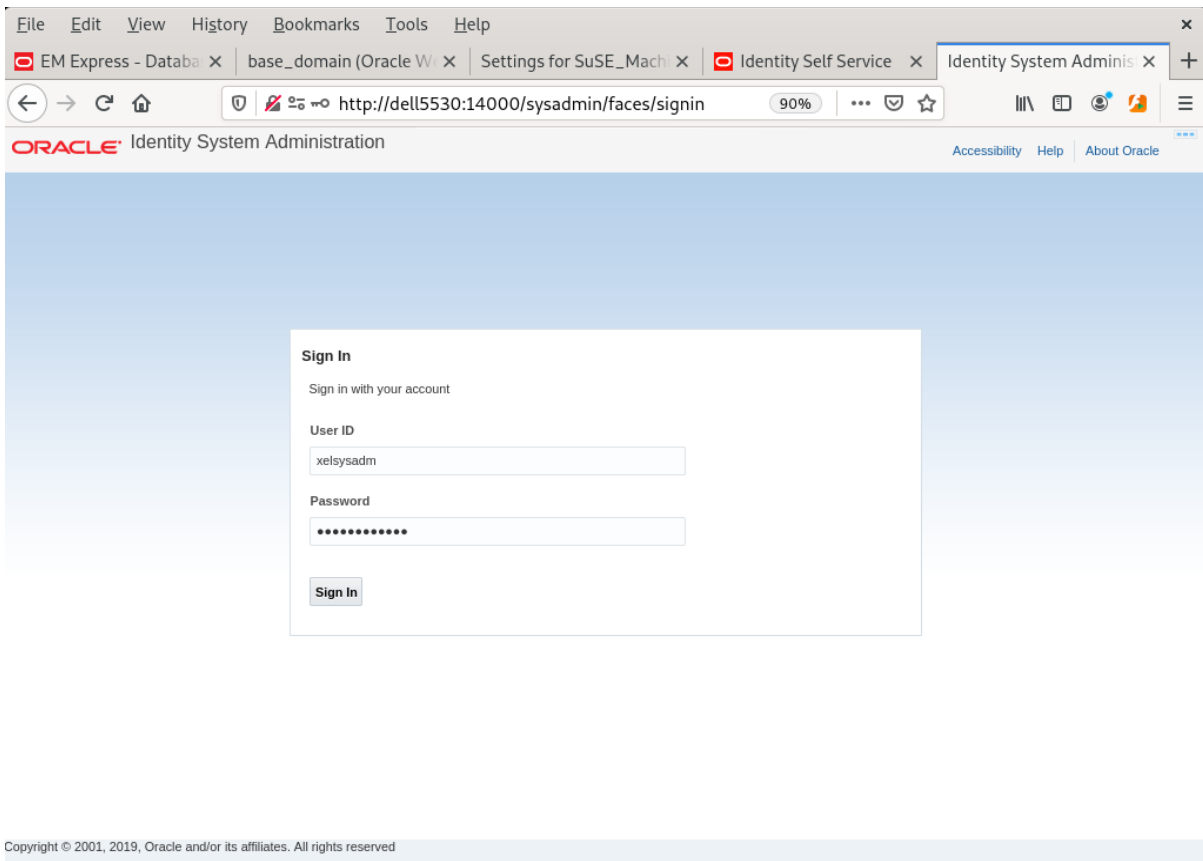 File Edit View History Bookmarks Tools Help
EM Express - Databa base_domain (Oracle We Settings for SuSE_Machi Identity Self Service Identity System Adminis
http://dell5530:14000/sysadmin/faces/signin 90%
ORACLE Identity System Administration
Accessibility Help About Oracle
Sign In
Sign in with your account
User ID
xelsysadm
Password
••••••••••••
Sign In
Copyright © 2001, 2019, Oracle and/or its affiliates. All rights reserved